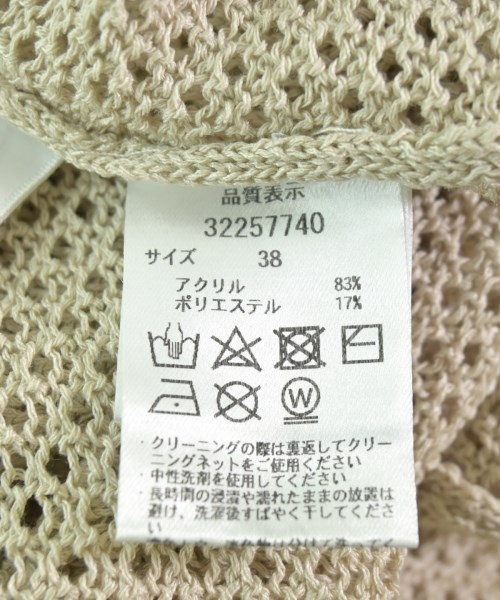 品質表示
32257740
サイズ 38
アクリル 83%
ポリエステル 17%
W
・クリーニングの際は裏返してクリー
ニングネットをご使用ください
・中性洗剤を使用してください
・長時間の浸漬や濡れたままの放置は
避け、洗濯後すばやく干してくださ
い